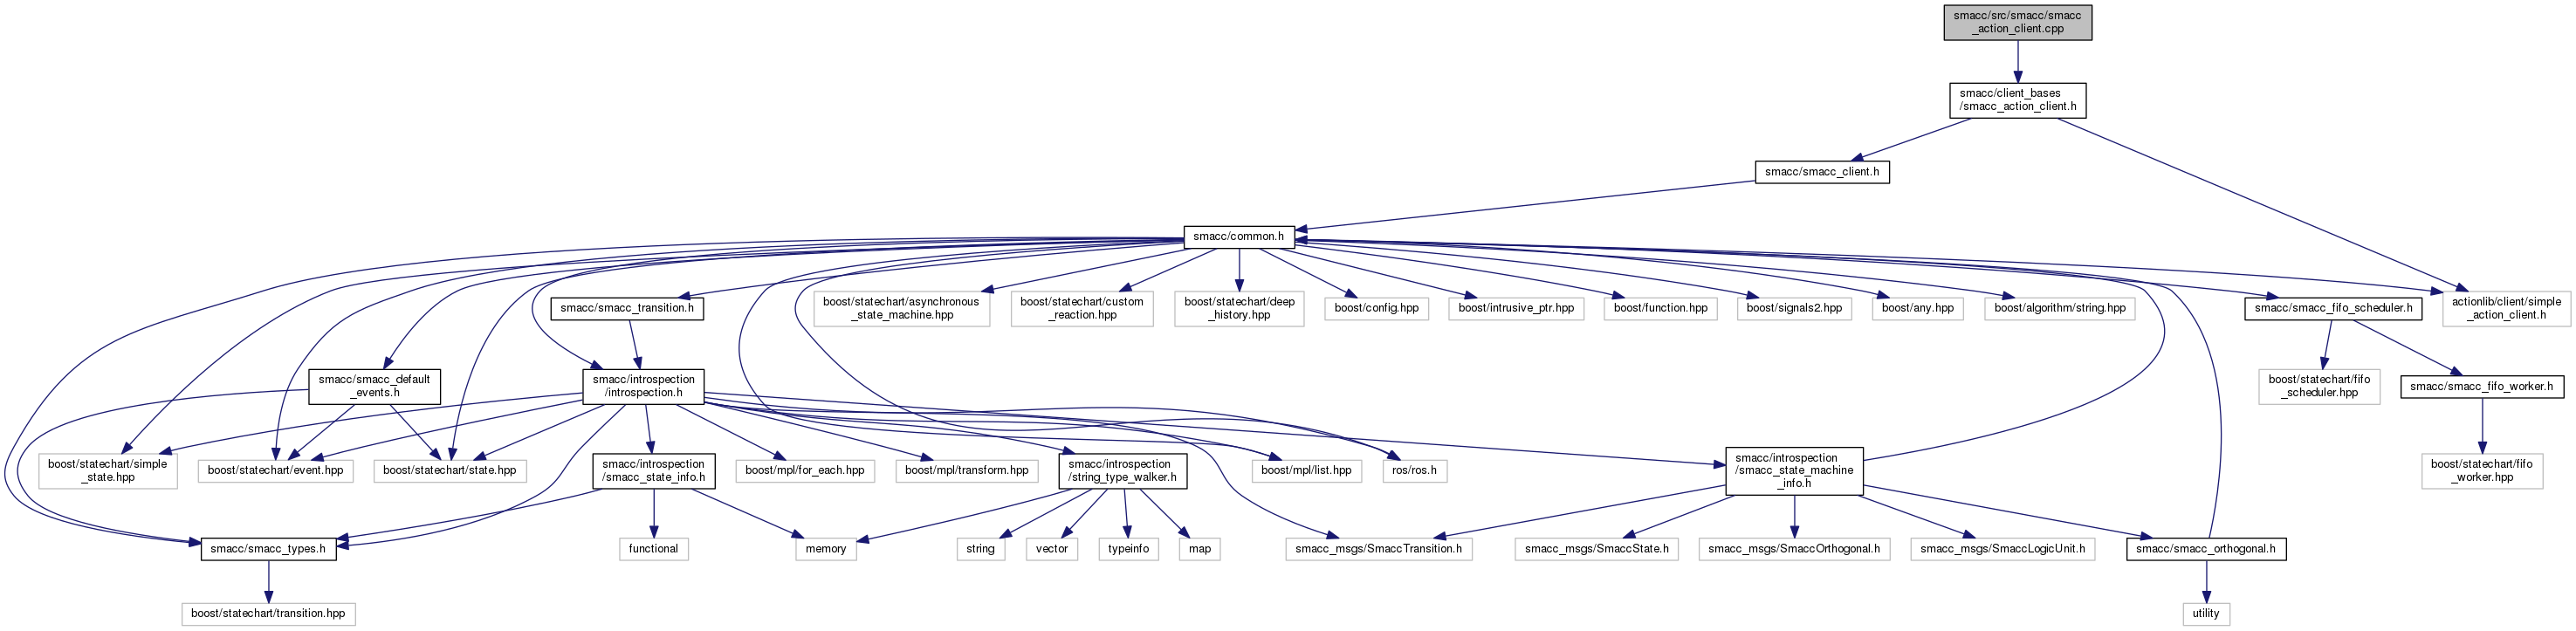 smacc/src/smacc/smacc
_action_client.cpp
smacc/client_bases
/smacc_action_client.h
smacc/smacc_client.h
smacc/common.h
smacc/smacc_transition.h
boost/statechart/asynchronous
_state_machine.hpp
boost/statechart/custom
_reaction.hpp
boost/statechart/deep
_history.hpp
boost/config.hpp
boost/intrusive_ptr.hpp
boost/function.hpp
boost/signals2.hpp
boost/any.hpp
boost/algorithm/string.hpp
smacc/smacc_fifo_scheduler.h
actionlib/client/simple
_action_client.h
smacc/smacc_default
_events.h
smacc/introspection
/introspection.h
boost/statechart/fifo
_scheduler.hpp
smacc/smacc_fifo_worker.h
boost/statechart/simple
_state.hpp
boost/statechart/event.hpp
boost/statechart/state.hpp
smacc/introspection
/smacc_state_info.h
boost/mpl/for_each.hpp
boost/mpl/transform.hpp
smacc/introspection
/string_type_walker.h
boost/mpl/list.hpp
ros/ros.h
smacc/introspection
/smacc_state_machine
_info.h
boost/statechart/fifo
_worker.hpp
smacc/smacc_types.h
functional
memory
string
vector
typeinfo
map
smacc_msgs/SmaccTransition.h
smacc_msgs/SmaccState.h
smacc_msgs/SmaccOrthogonal.h
smacc_msgs/SmaccLogicUnit.h
smacc/smacc_orthogonal.h
boost/statechart/transition.hpp
utility